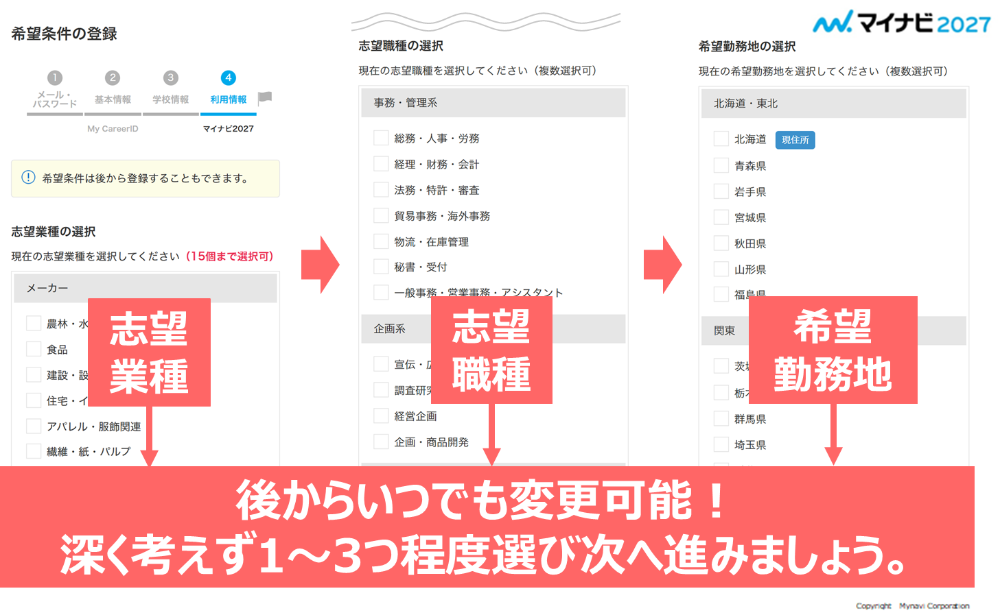 マイナビ2027
希望条件の登録
1
2
3
4
メール・
パスワード
基本情報
学校情報
利用情報
My CareerID
マイナビ2027
希望条件は後から登録することもできます。
志望業種の選択
現在の志望業種を選択してください（15個まで選択可）
メーカー
農林・水
食品
建設・設
住宅・イ
アパレル・服飾関連
繊維・紙・パルプ
志望
業種
志望職種の選択
現在の志望職種を選択してください（複数選択可）
事務・管理系
総務・人事・労務
経理・財務・会計
法務・特許・審査
貿易事務・海外事務
物流・在庫管理
秘書・受付
一般事務・営業事務・アシスタント
企画系
宣伝・広
調査研究
経営企画
企画・商品開発
志望
職種
希望勤務地の選択
現在の希望勤務地を選択してください（複数選択可）
北海道・東北
北海道 現住所
青森県
岩手県
宮城県
秋田県
山形県
福島県
関東
茨城
栃木
群馬県
埼玉県
希望
勤務地
後からいつでも変更可能！
深く考えず1～3つ程度選び次へ進みましょう。
Copyright Mynavi Corporation